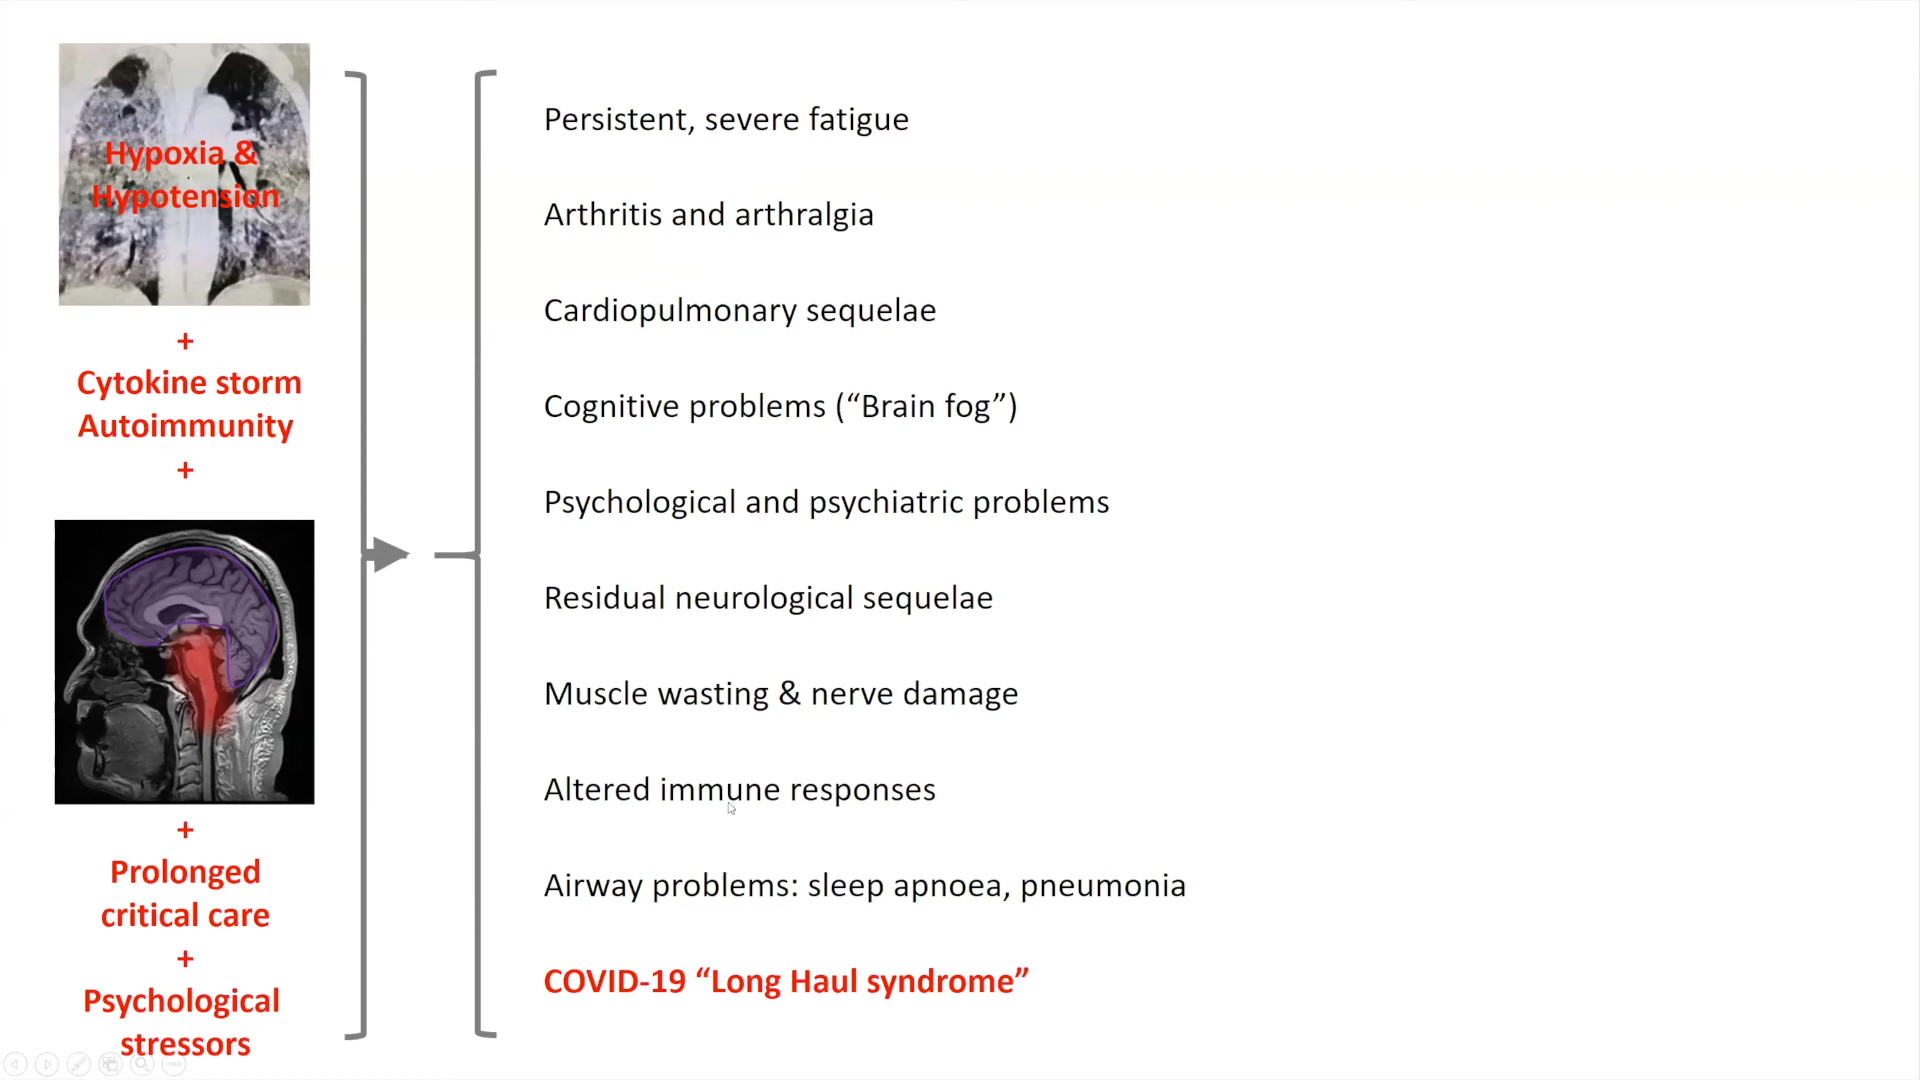 Hypoxia &
Hypotension
+
Cytokine storm
Autoimmunity
+
+
Prolonged
critical care
+
Psychological
stressors
Persistent, severe fatigue
Arthritis and arthralgia
Cardiopulmonary sequelae
Cognitive problems (“Brain fog”)
Psychological and psychiatric problems
Residual neurological sequelae
Muscle wasting & nerve damage
Altered immune responses
Airway problems: sleep apnoea, pneumonia
COVID-19 “Long Haul syndrome”